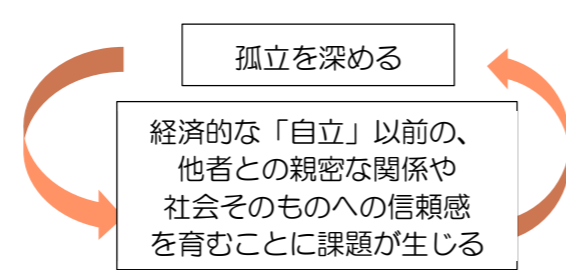 孤立を深める
経済的な「自立」以前の、
他者との親密な関係や
社会そのものへの信頼感
を育むことに課題が生じる